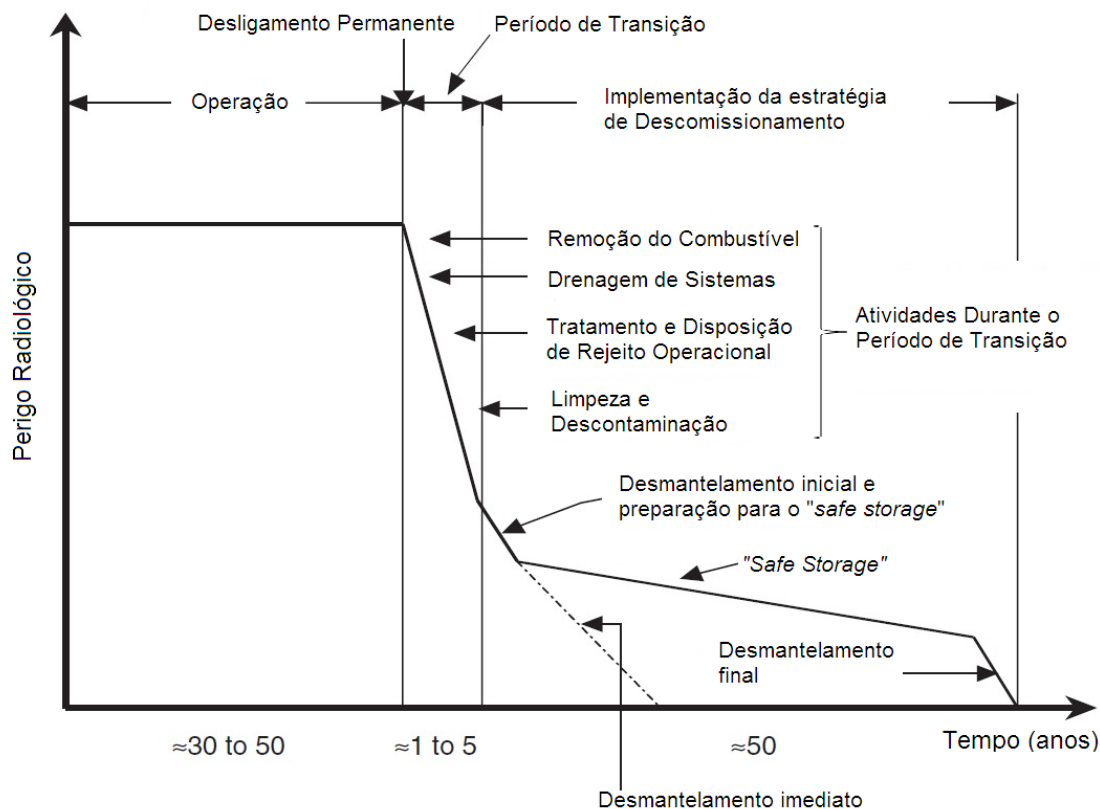 Desligamento Permanente
Período de Transição
Operação
Implementação da estratégia
de Descomissionamento
Perigo Radiológico
Remoção do Combustível
Drenagem de Sistemas
Tratamento e Disposição
de Rejeito Operacional
Limpeza e
Descontaminação
Atividades Durante o
Período de Transição
Desmantelamento inicial e
preparação para o "safe storage"
"Safe Storage"
Desmantelamento
final
≈30 to 50
≈1 to 5
≈50
Tempo (anos)
Desmantelamento imediato